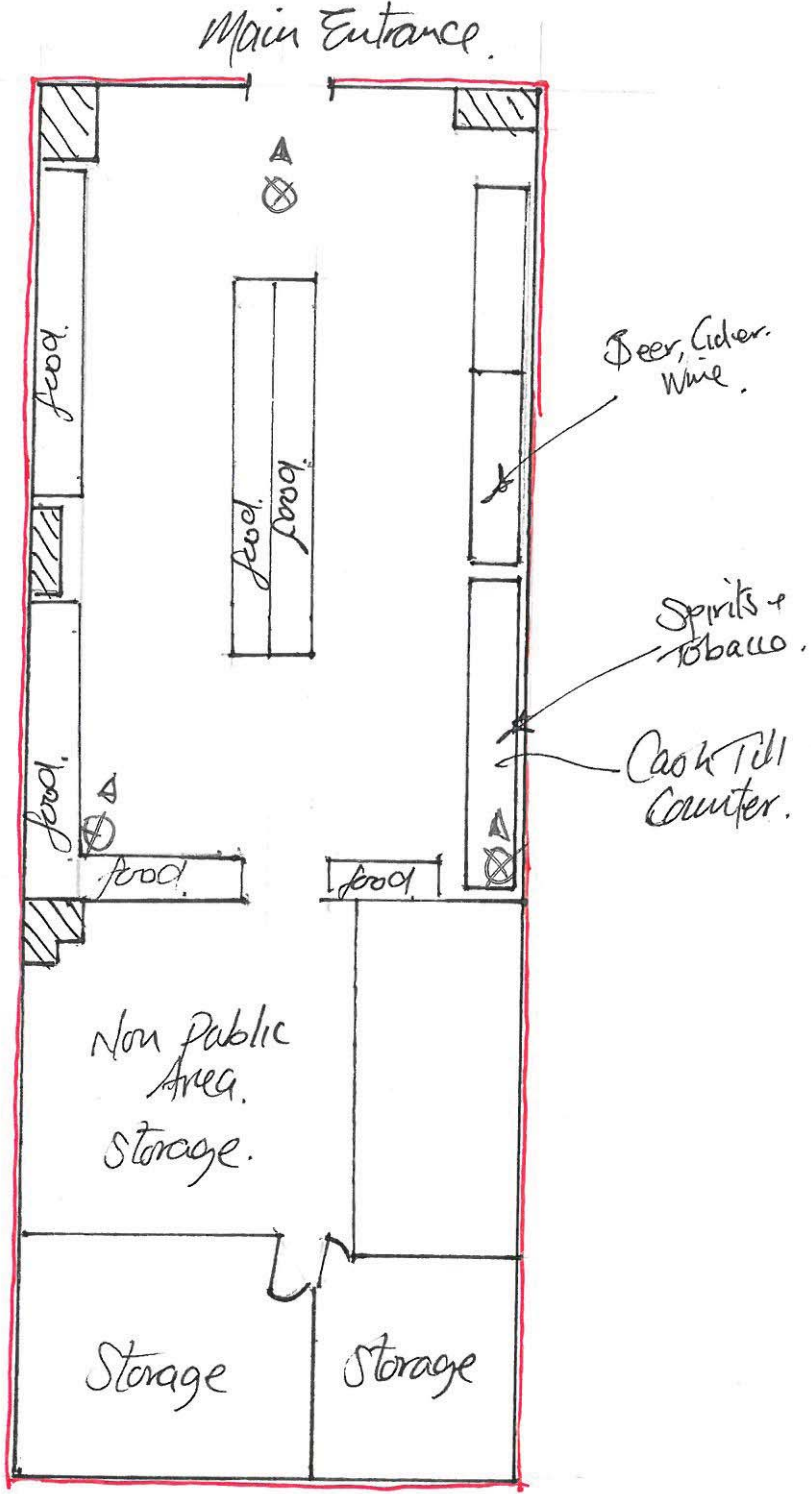 Main Entrance.
food.
food.
food.
Beer, Cider.
Wine.
Spirits +
Tobacco.
Cash Till
Counter.
food.
food.
food.
Non Public
Area.
Storage.
Storage
Storage